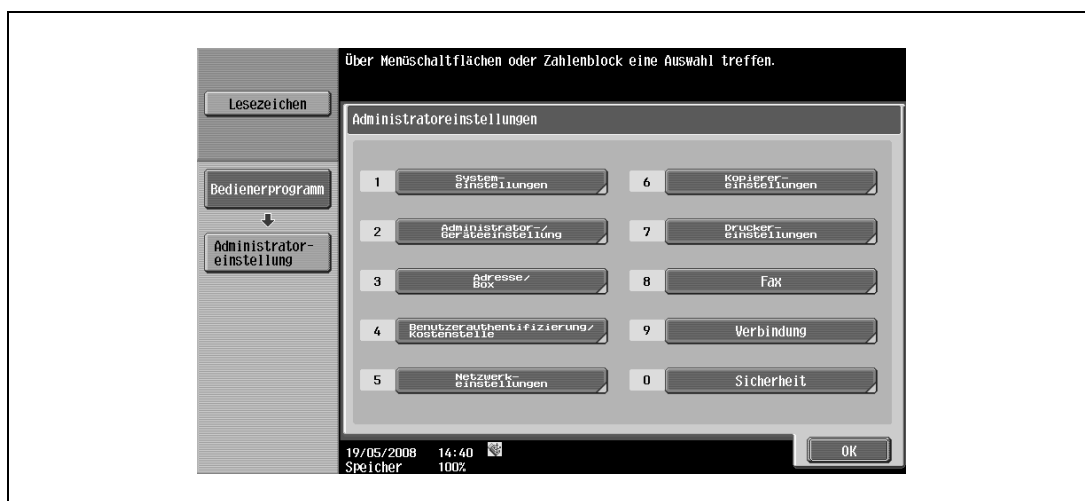 Über Menüschaltflächen oder Zahlenblock eine Auswahl treffen.
Lesezeichen
Bedienerprogramm
Administrator-
einstellung
Administratoreinstellungen
1
System-
einstellungen
2
Administrator-/
Geräteeinstellung
3
Adresse/
Box
4
Benutzerauthentifizierung/
Kostenstelle
5
Netzwerk-
einstellungen
6
Kopierer-
einstellungen
7
Drucker-
einstellungen
8
Fax
9
Verbindung
0
Sicherheit
19/05/2008 14:40
Speicher 100%
OK